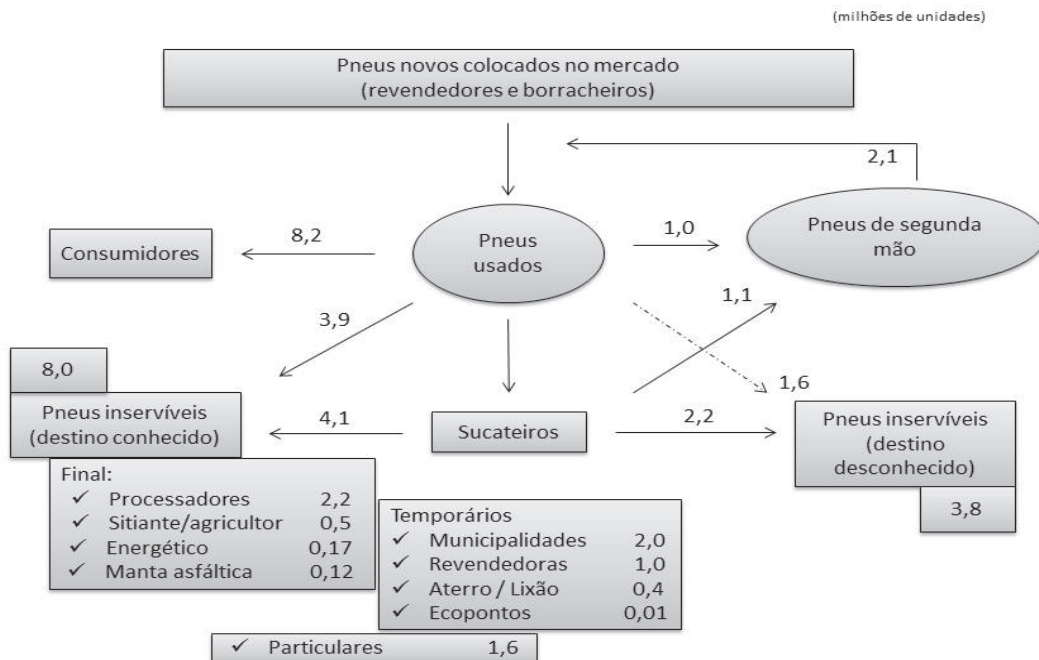 (milhões de unidades)
Pneus novos colocados no mercado
(revendedores e borracheiros)
2,1
Consumidores
8,2
Pneus
usados
1,0
Pneus de segunda
mão
3,9
1,1
8,0
1,6
Pneus inservíveis
(destino conhecido)
4,1
Sucateiros
2,2
Pneus inservíveis
(destino
desconhecido)
3,8
Final:
✓ Processadores 2,2
✓ Sitiante/agricultor 0,5
✓ Energético 0,17
✓ Manta asfáltica 0,12
Temporários
✓ Municipalidades 2,0
✓ Revendedoras 1,0
✓ Aterro / Lixão 0,4
✓ Ecopontos 0,01
✓ Particulares 1,6